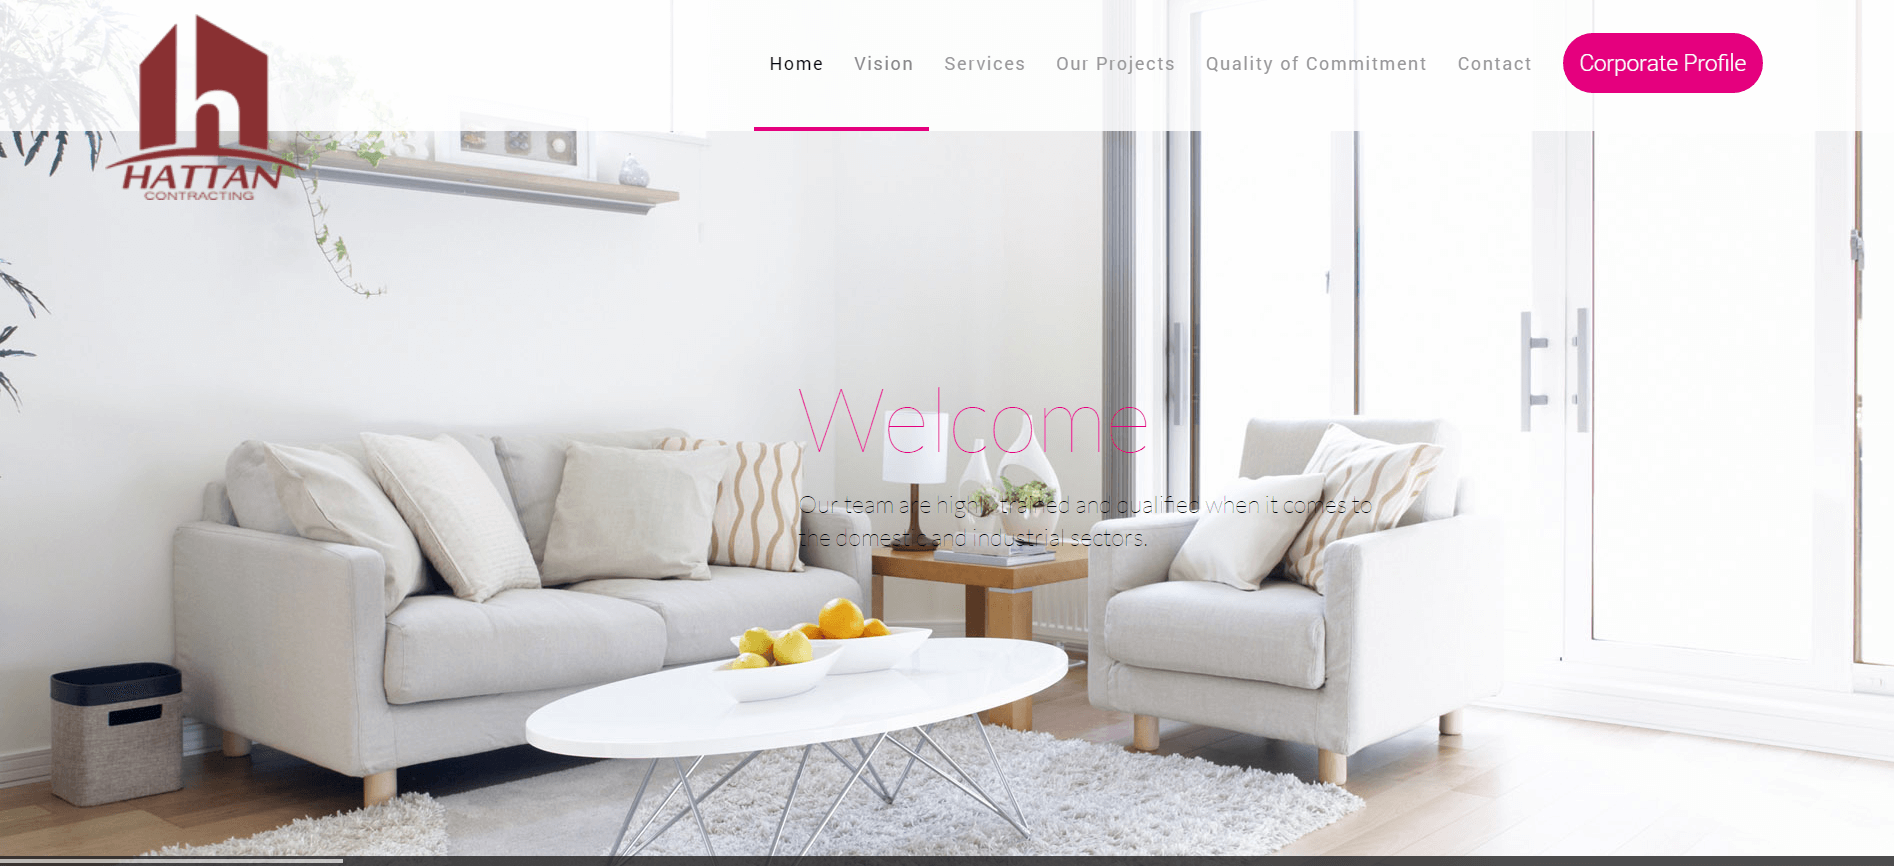 h
HATTAN
CONTRACTING
Home Vision Services Our Projects Quality of Commitment Contact Corporate Profile
Welcome
Our team are highly trained and qualified when it comes to
the domestic and industrial sectors.